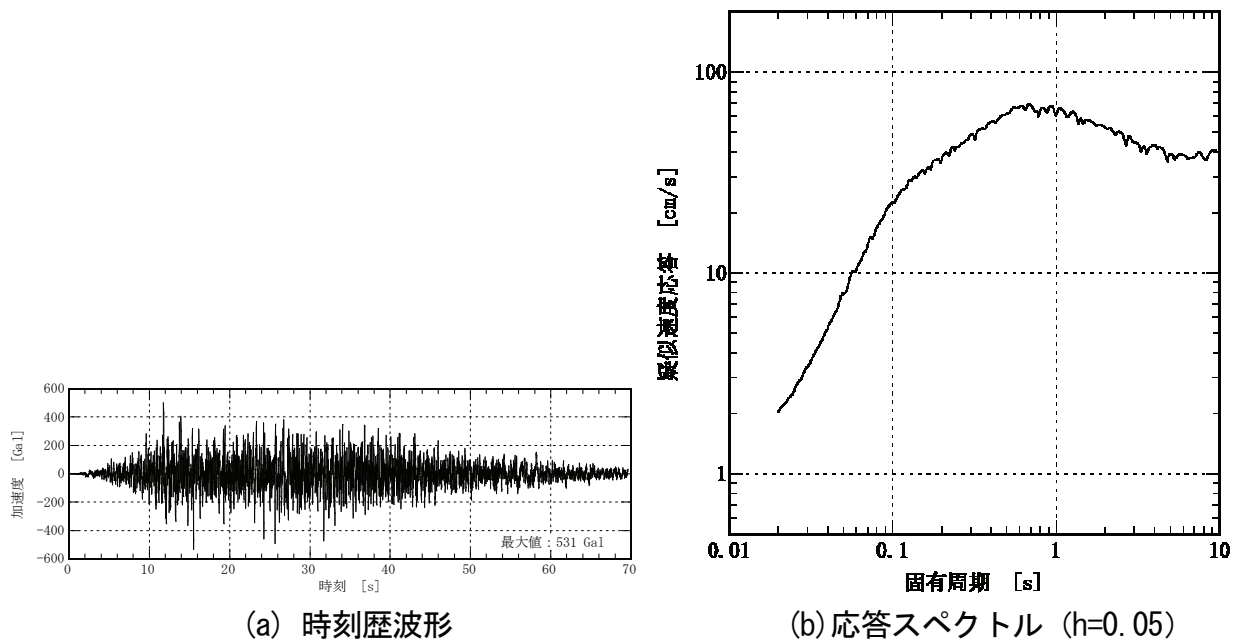 600
400
200
0
-200
-400
-600
加速度 [Gal]
最大値：531 Gal
0 10 20 30 40 50 60 70
時刻 [s]
(a) 時刻歴波形
100
10
1
疑似速度応答 [cm/s]
0.01 0.1 1 10
固有周期 [s]
(b)応答スペクトル (h=0.05)